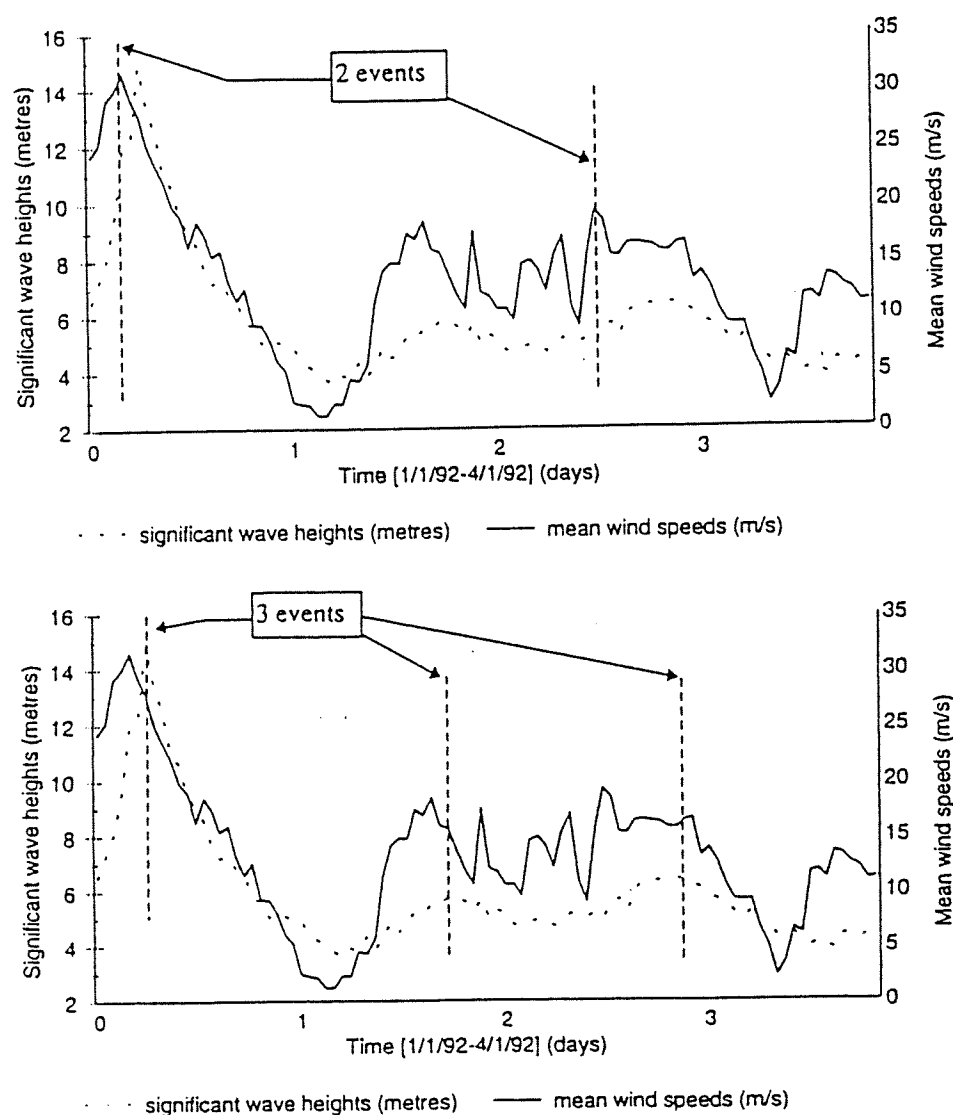 2 events
Significant wave heights (metres)
16
14
12
10
8
6
4
2
35
30
25
20
15
10
5
0
Mean wind speeds (m/s)
0 1 2 3
Time [1/1/92-4/1/92] (days)
significant wave heights (metres) mean wind speeds (m/s)
3 events
Significant wave heights (metres)
16
14
12
10
8
6
4
2
35
30
25
20
15
10
5
0
Mean wind speeds (m/s)
0 1 2 3
Time [1/1/92-4/1/92] (days)
significant wave heights (metres) mean wind speeds (m/s)